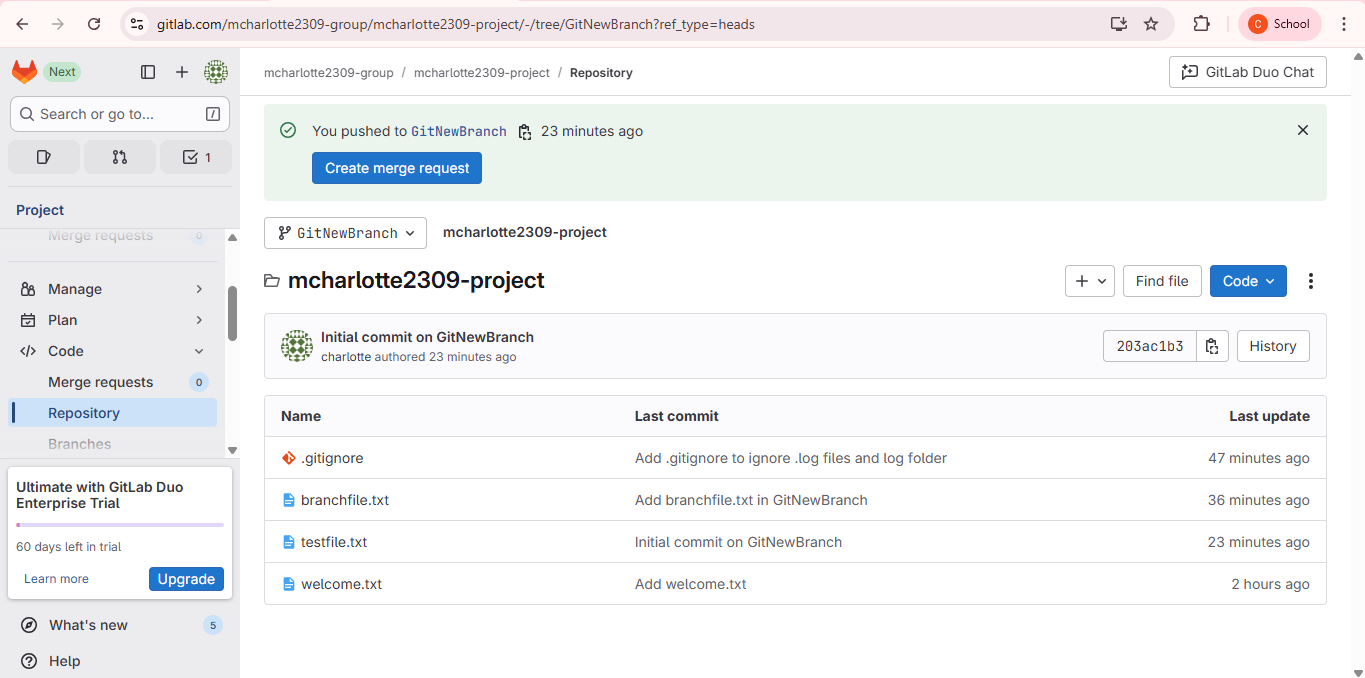 gitlab.com/mcharlotte2309-group/mcharlotte2309-project/-/tree/GitNewBranch?ref_type=heads
C School
Next
mcharlotte2309-group / mcharlotte2309-project / Repository
GitLab Duo Chat
Search or go to... /
1
You pushed to GitNewBranch 23 minutes ago
Create merge request
Project
Merge requests 0
Manage
Plan
Code
Merge requests 0
Repository
Branches
GitNewBranch mcharlotte2309-project
mcharlotte2309-project
Find file
Code
Initial commit on GitNewBranch
charlotte authored 23 minutes ago
203ac1b3
History
Name Last commit Last update
.gitignore Add .gitignore to ignore .log files and log folder 47 minutes ago
branchfile.txt Add branchfile.txt in GitNewBranch 36 minutes ago
testfile.txt Initial commit on GitNewBranch 23 minutes ago
welcome.txt Add welcome.txt 2 hours ago
Ultimate with GitLab Duo
Enterprise Trial
60 days left in trial
Learn more Upgrade
What's new 5
Help